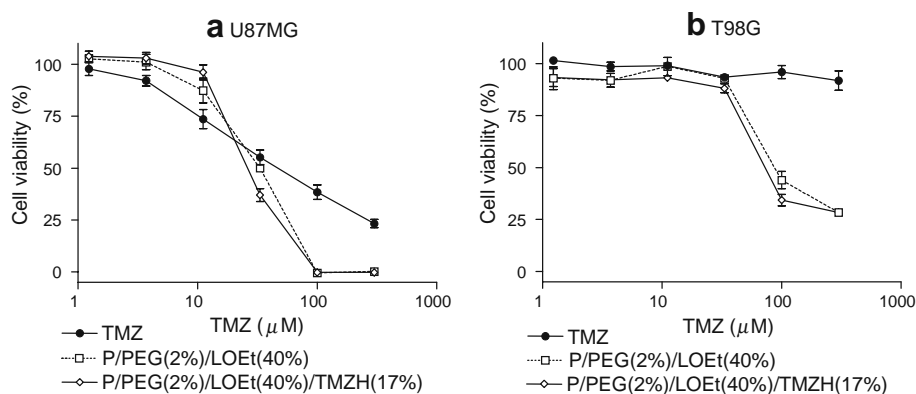 a U87MG
Cell viability (%)
100
75
50
25
0
1
10
100
1000
TMZ (μM)
TMZ
P/PEG(2%)/LOEt(40%)
P/PEG(2%)/LOEt(40%)/TMZH(17%)
b T98G
Cell viability (%)
100
75
50
25
0
1
10
100
1000
TMZ (μM)
TMZ
P/PEG(2%)/LOEt(40%)
P/PEG(2%)/LOEt(40%)/TMZH(17%)